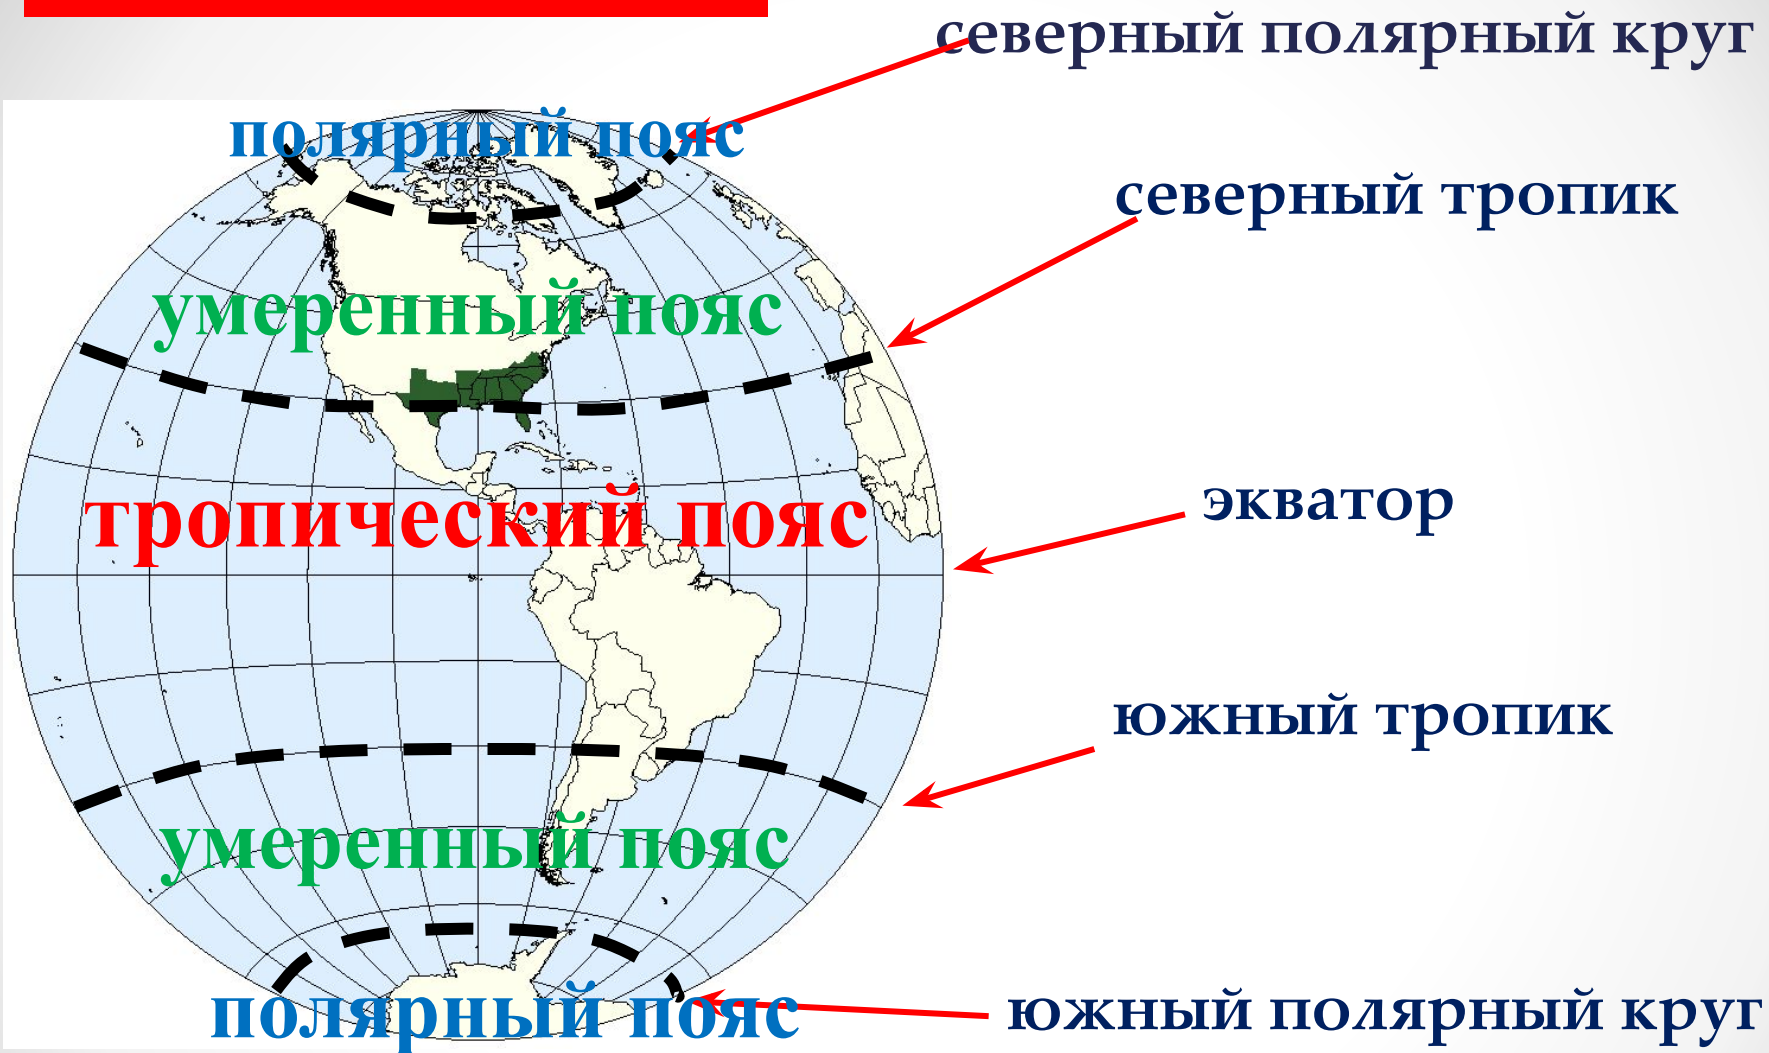 северный полярный круг
полярный пояс
северный тропик
умеренный пояс
тропический пояс
экватор
южный тропик
умеренный пояс
полярный пояс
южный полярный круг